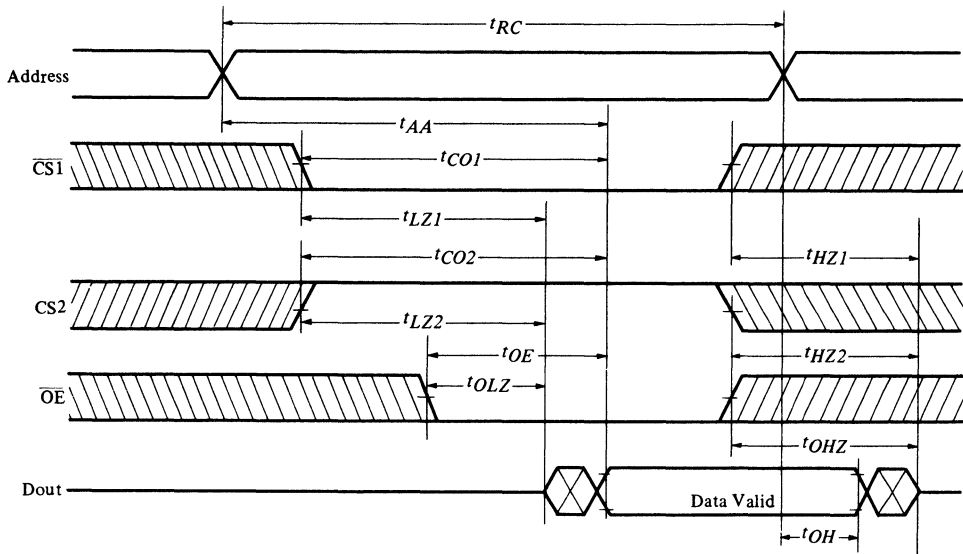 tRC
Address
tAA
CS1
tCO1
tLZ1
tCO2
tHZ1
CS2
tLZ2
tOE
tHZ2
OE
tOLZ
tOHZ
Dout
Data Valid
tOH